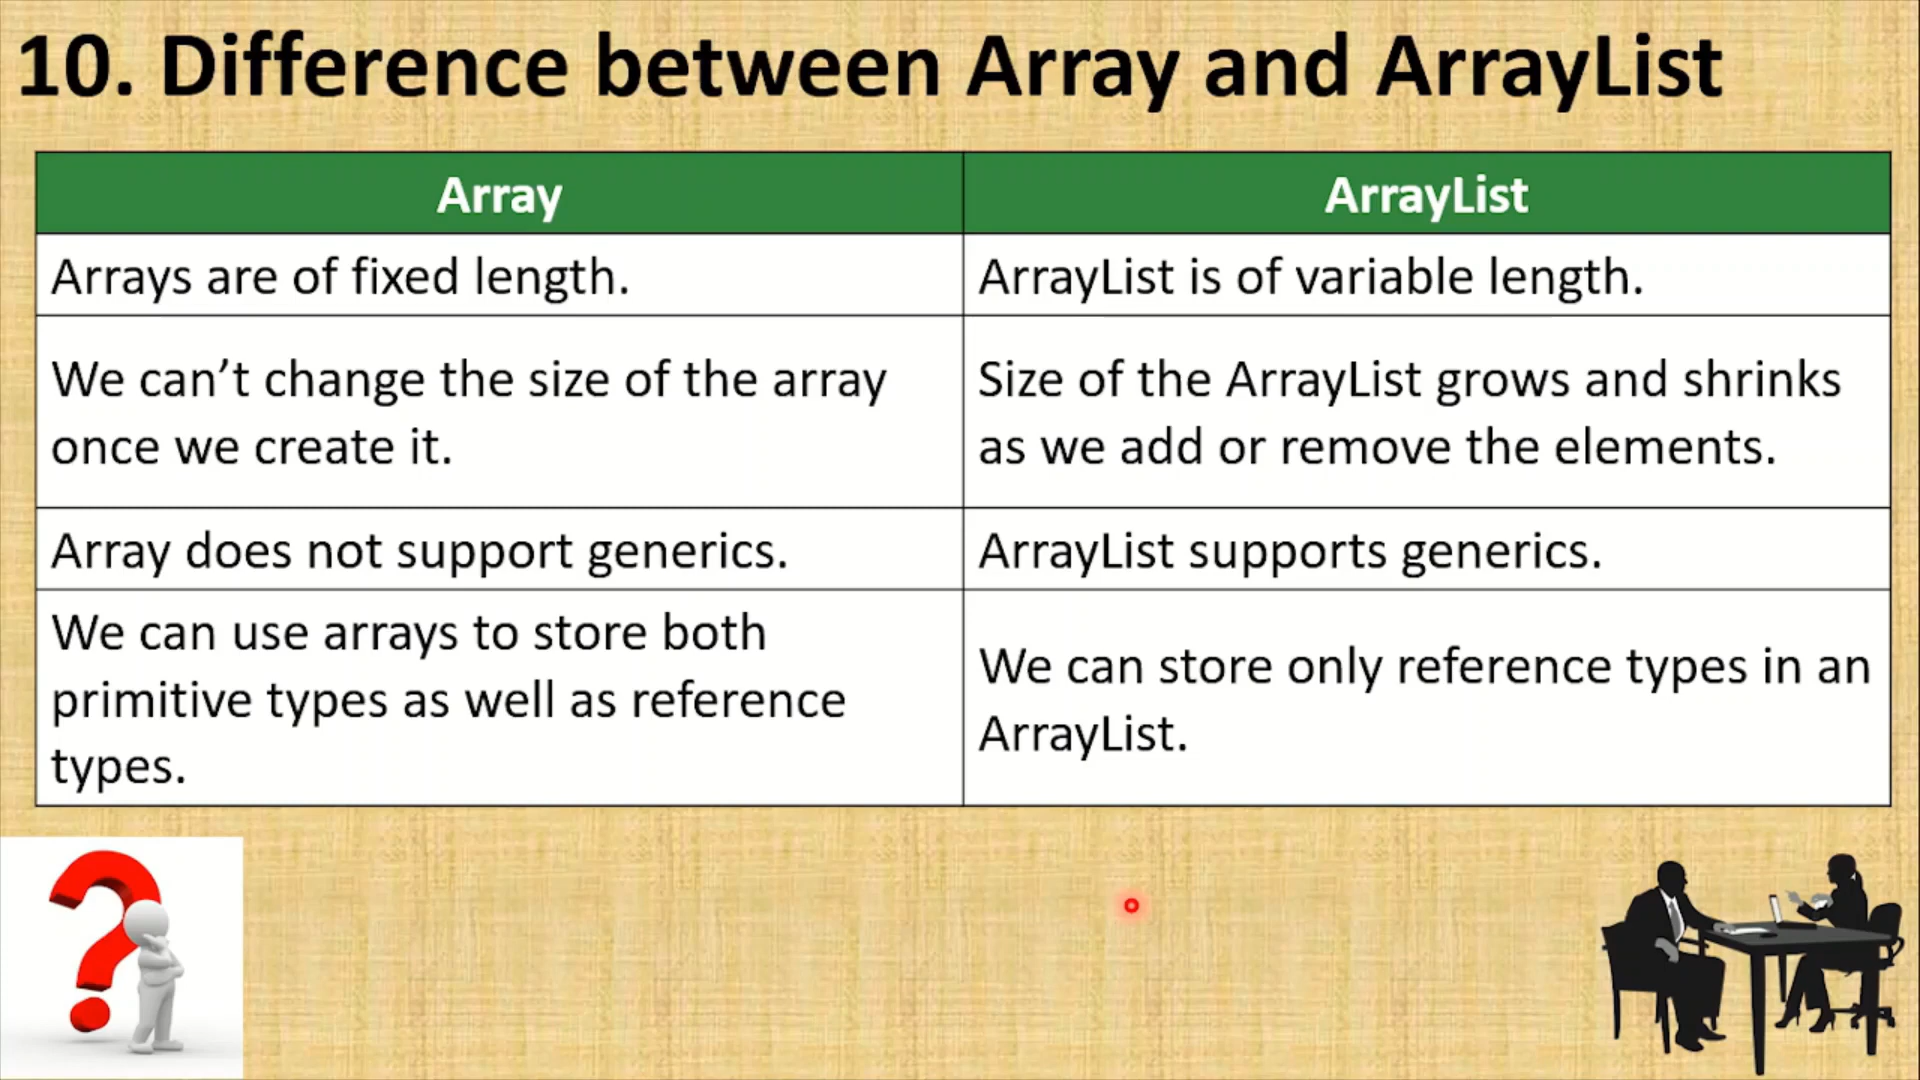 10. Difference between Array and ArrayList
Array
ArrayList
Arrays are of fixed length.
ArrayList is of variable length.
We can’t change the size of the array
once we create it.
Size of the ArrayList grows and shrinks
as we add or remove the elements.
Array does not support generics.
ArrayList supports generics.
We can use arrays to store both
primitive types as well as reference
types.
We can store only reference types in an
ArrayList.